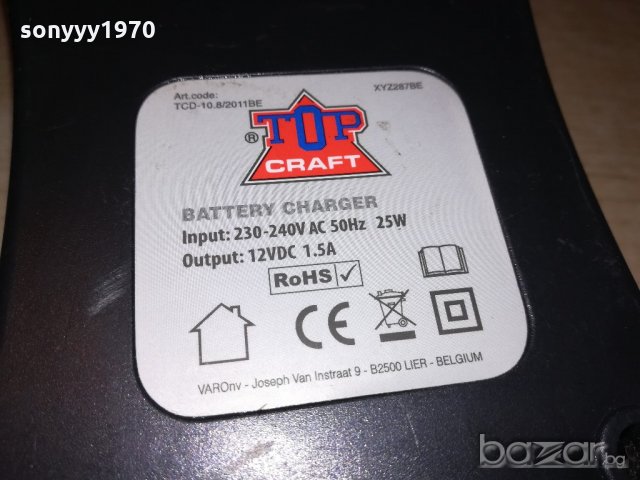 sonyyy1970
Art.code: XYZ287BE
TCD-10.8/2011BE
TOP
®
CRAFT
BATTERY CHARGER
Input: 230-240V AC 50Hz 25W
Output: 12VDC 1.5A
RoHS ✓
CE
VAROnv - Joseph Van Instraat 9 - B2500 LIER - BELGIUM
bazar.bg